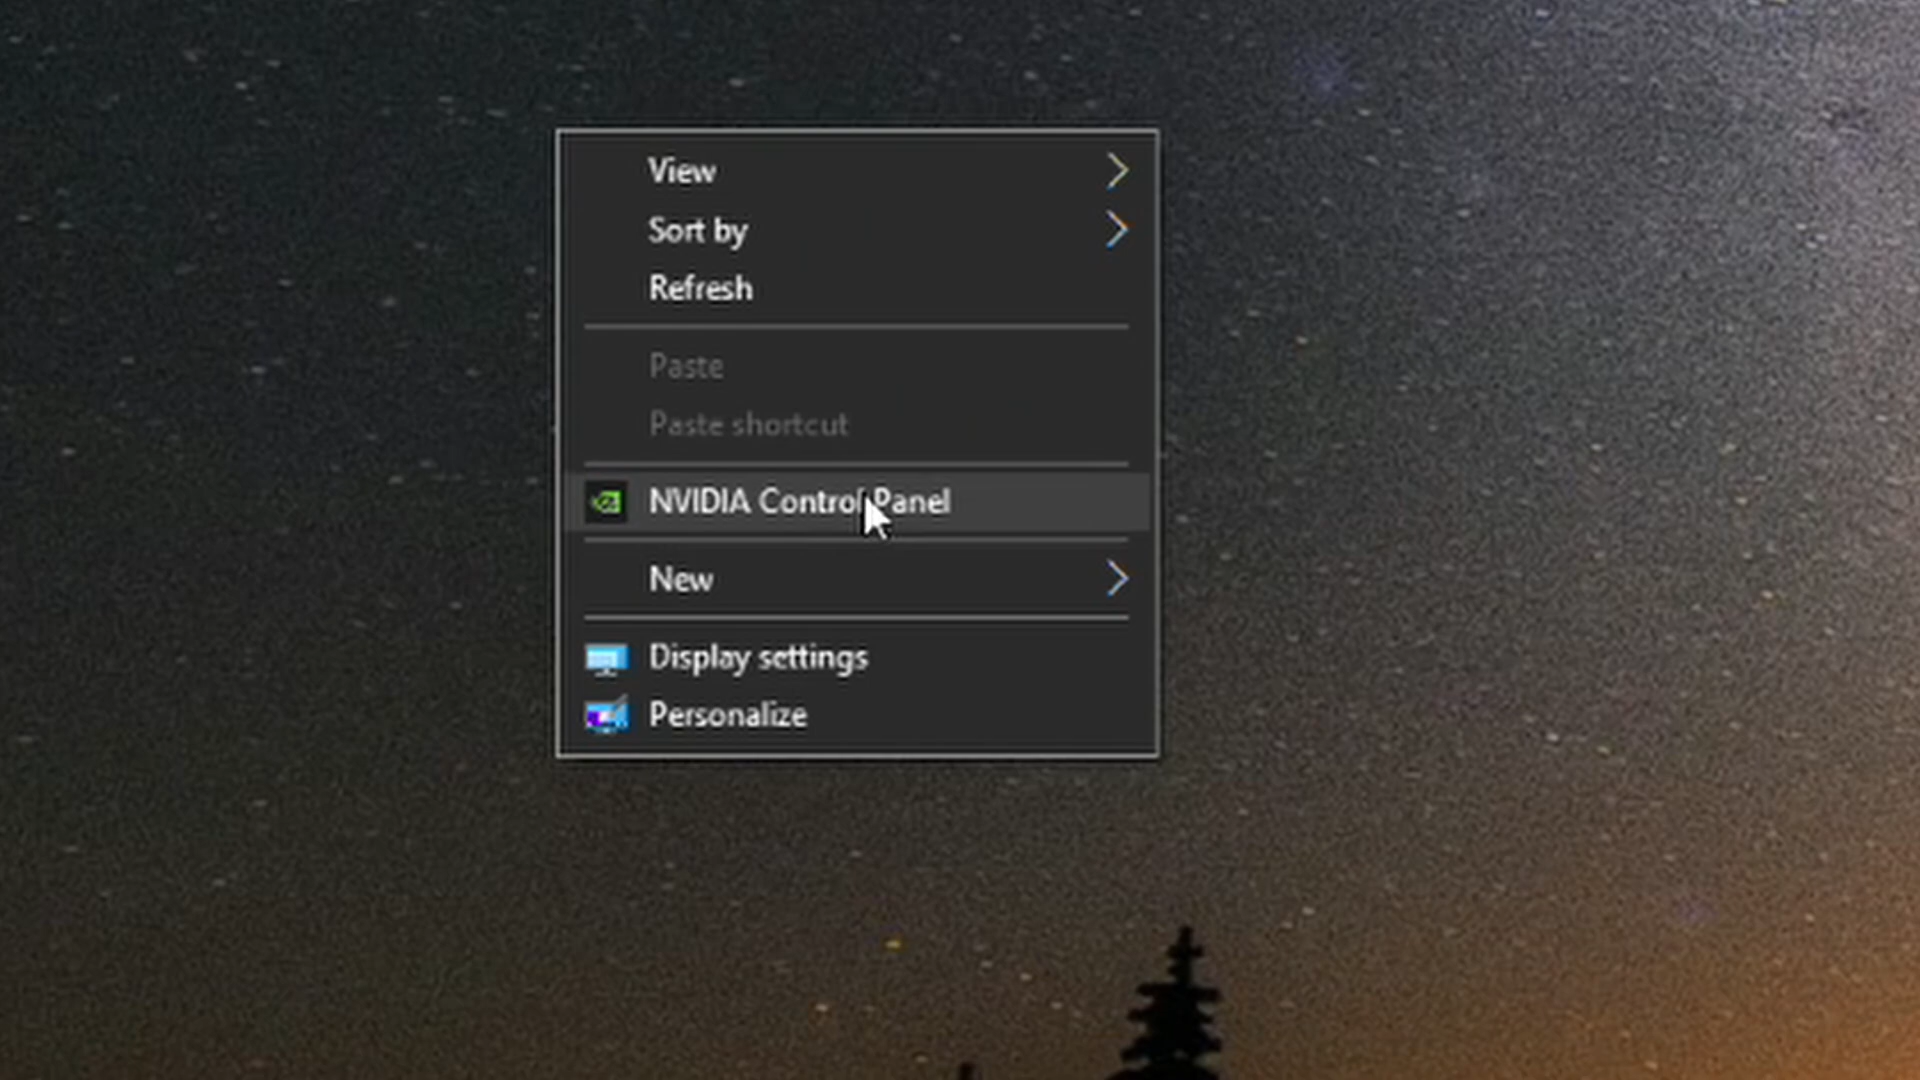 View
Sort by
Refresh
Paste
Paste shortcut
NVIDIA Control Panel
New
Display settings
Personalize